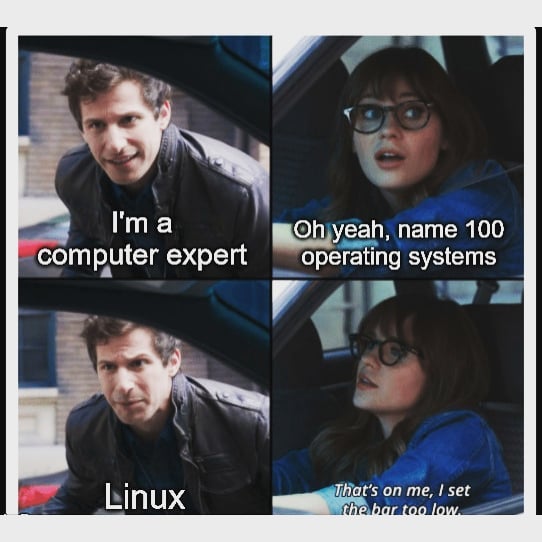 I'm a
computer expert
Oh yeah, name 100
operating systems
Linux
That's on me, I set
the bar too low.